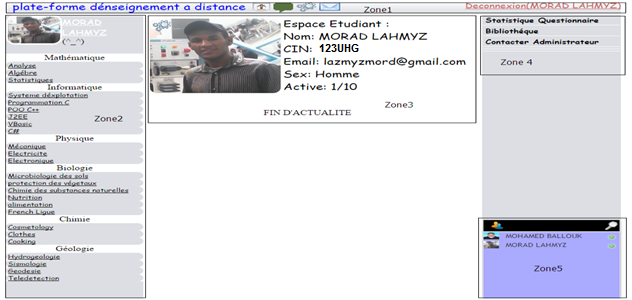 plate-forme dénseignement a distance
Zone1
Deconnexion(MORAD LAHMYZ)
MORAD
LAHMYZ
(^_^)
Mathématique
Analyse
Algébre
Statistiques
Informatique
Systeme déxplotation
Programmation C
POO C++
J2EE
VBasic
C#
Zone2
Physique
Mécanique
Electricite
Electronique
Biologie
Microbiologie des sols
protection des végetaux
Chimie des substances naturelles
Nutrition
alimentation
French Ligue
Chimie
Cosmetology
Clothes
Cooking
Géologie
Hydrogeologie
Sismologie
Geodesie
Teledetection
Espace Etudiant :
Nom: MORAD LAHMYZ
CIN: 123UHG
Email: lazmyzmord@gmail.com
Sex: Homme
Active: 1/10
Zone3
FIN D'ACTUALITE
Statistique Questionnaire
Bibliothéque
Contacter Administrateur
Zone 4
MOHAMED BALLOUK
MORAD LAHMYZ
Zone5